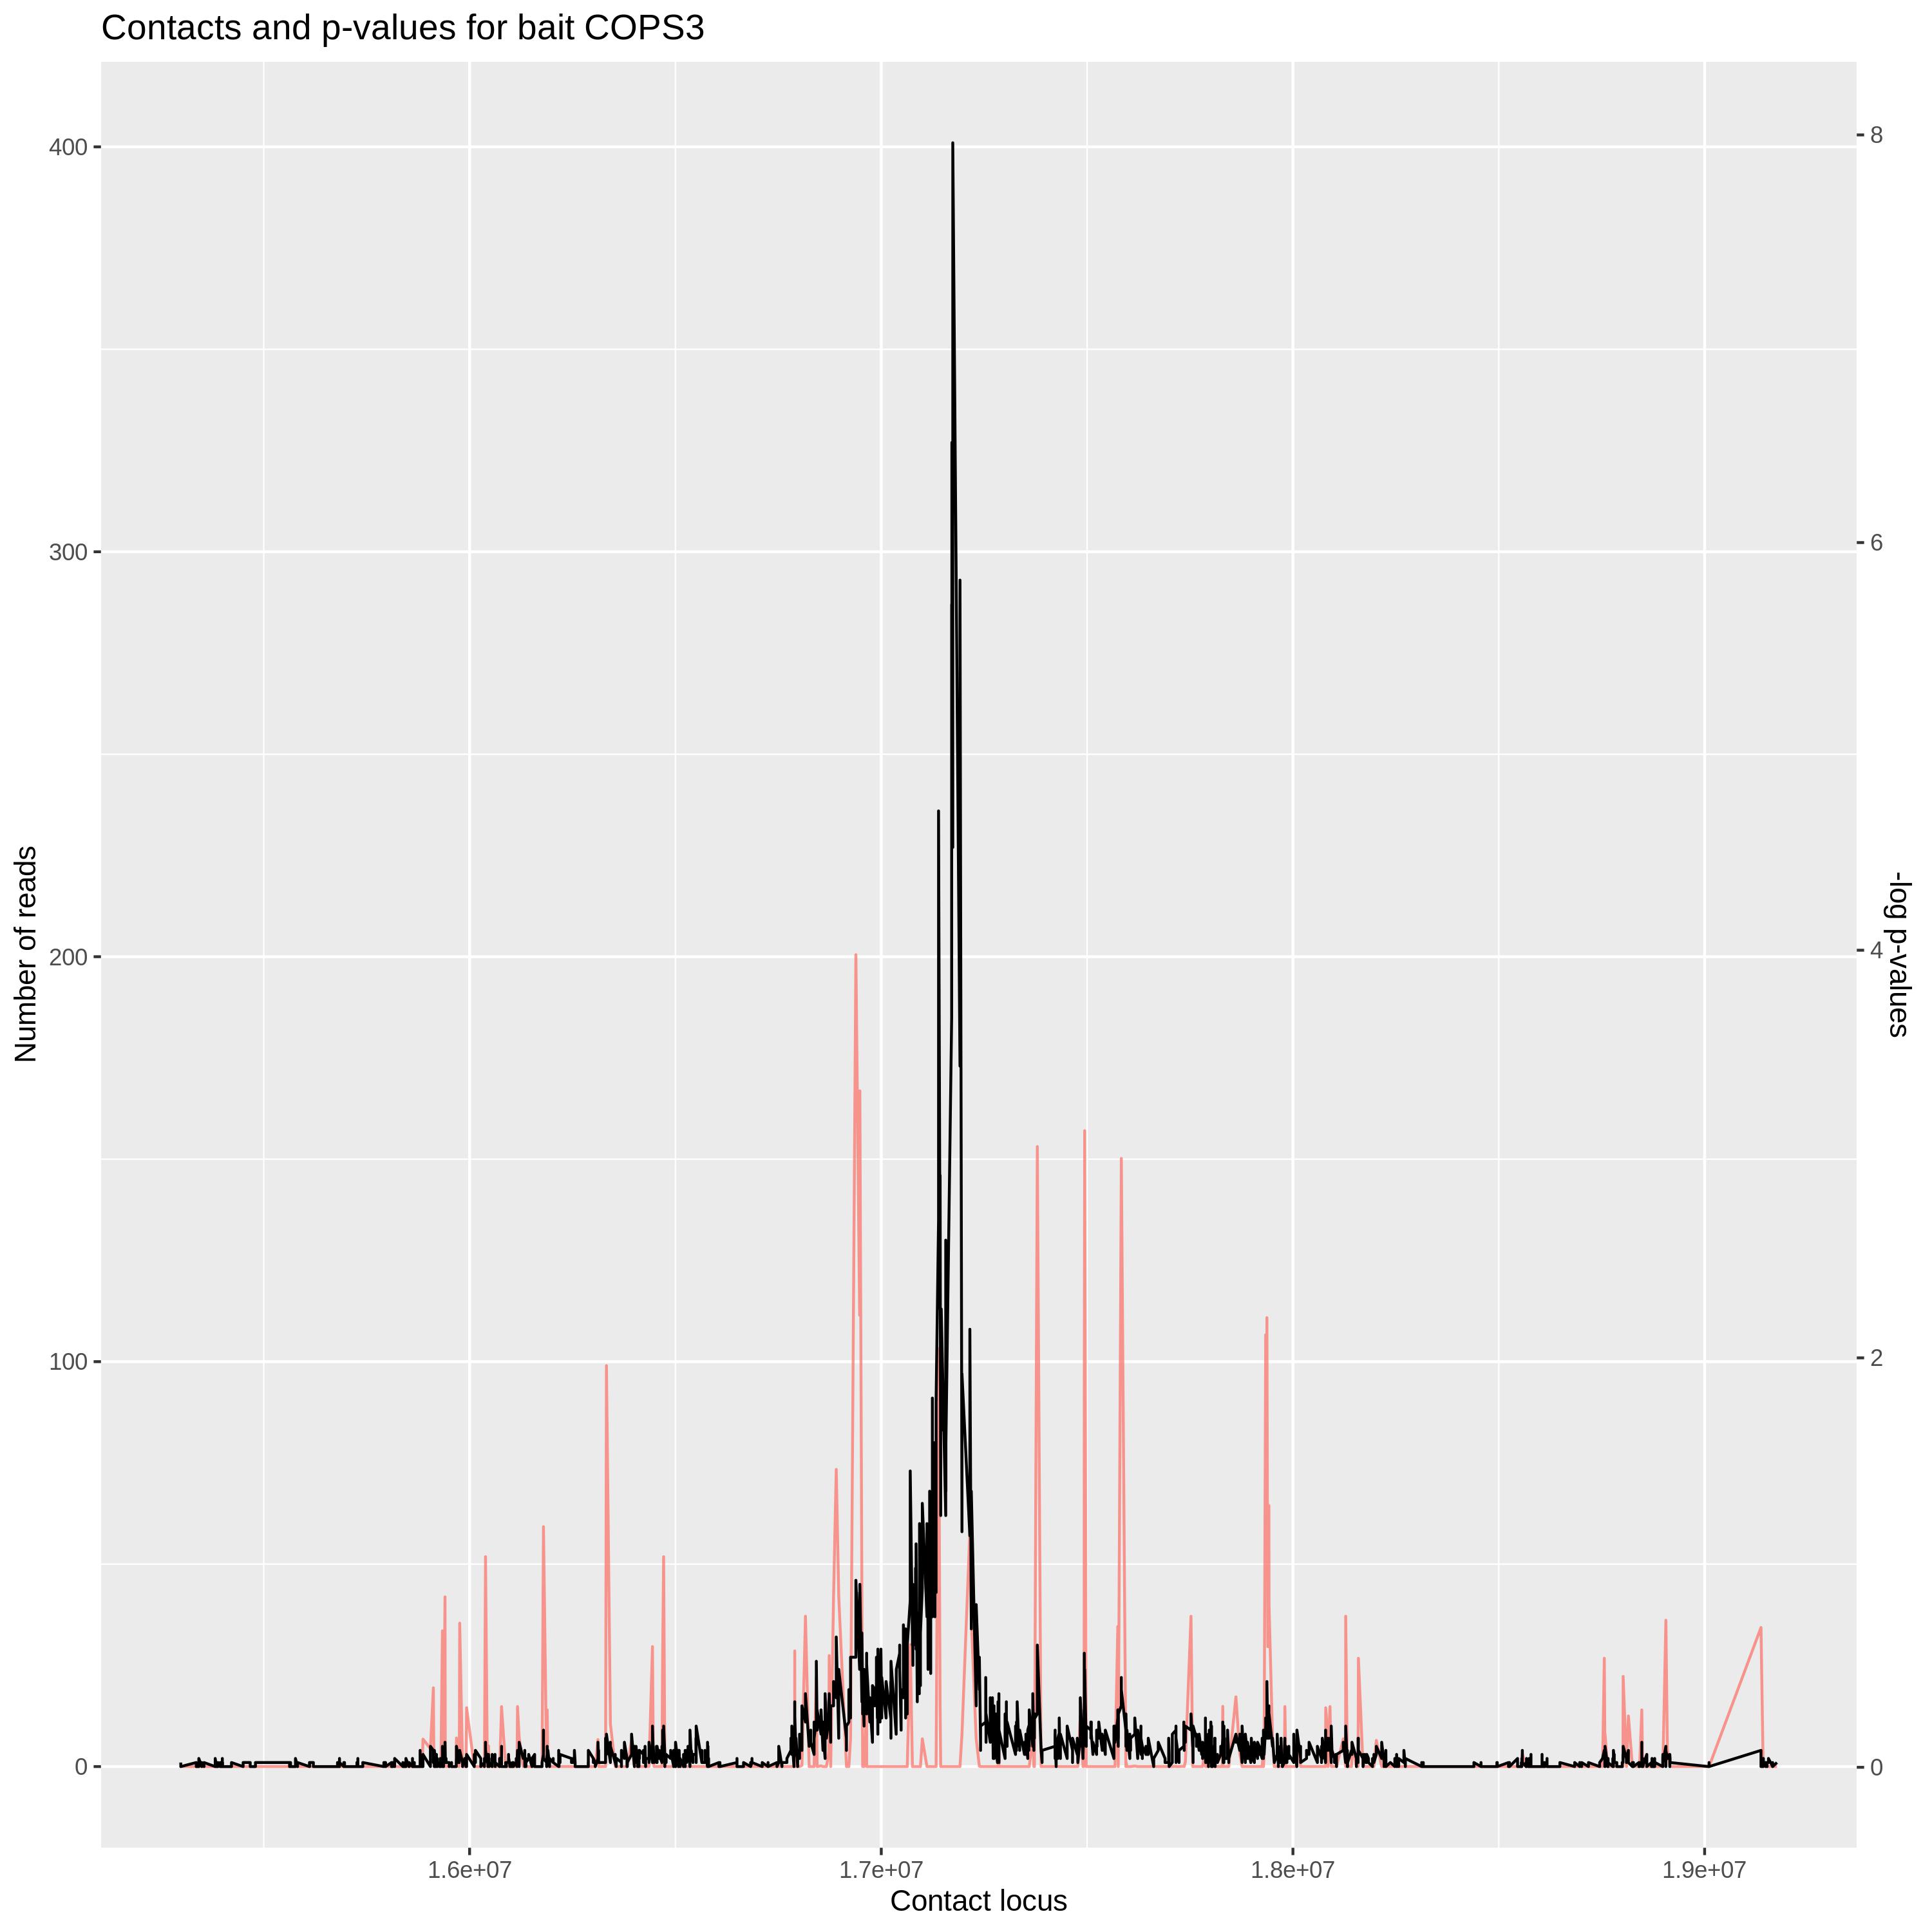 Contacts and p-values for bait COPS3
400
300
200
100
0
Number of reads
8
6
4
2
0
-log p-values
1.6e+07 1.7e+07 1.8e+07 1.9e+07
Contact locus